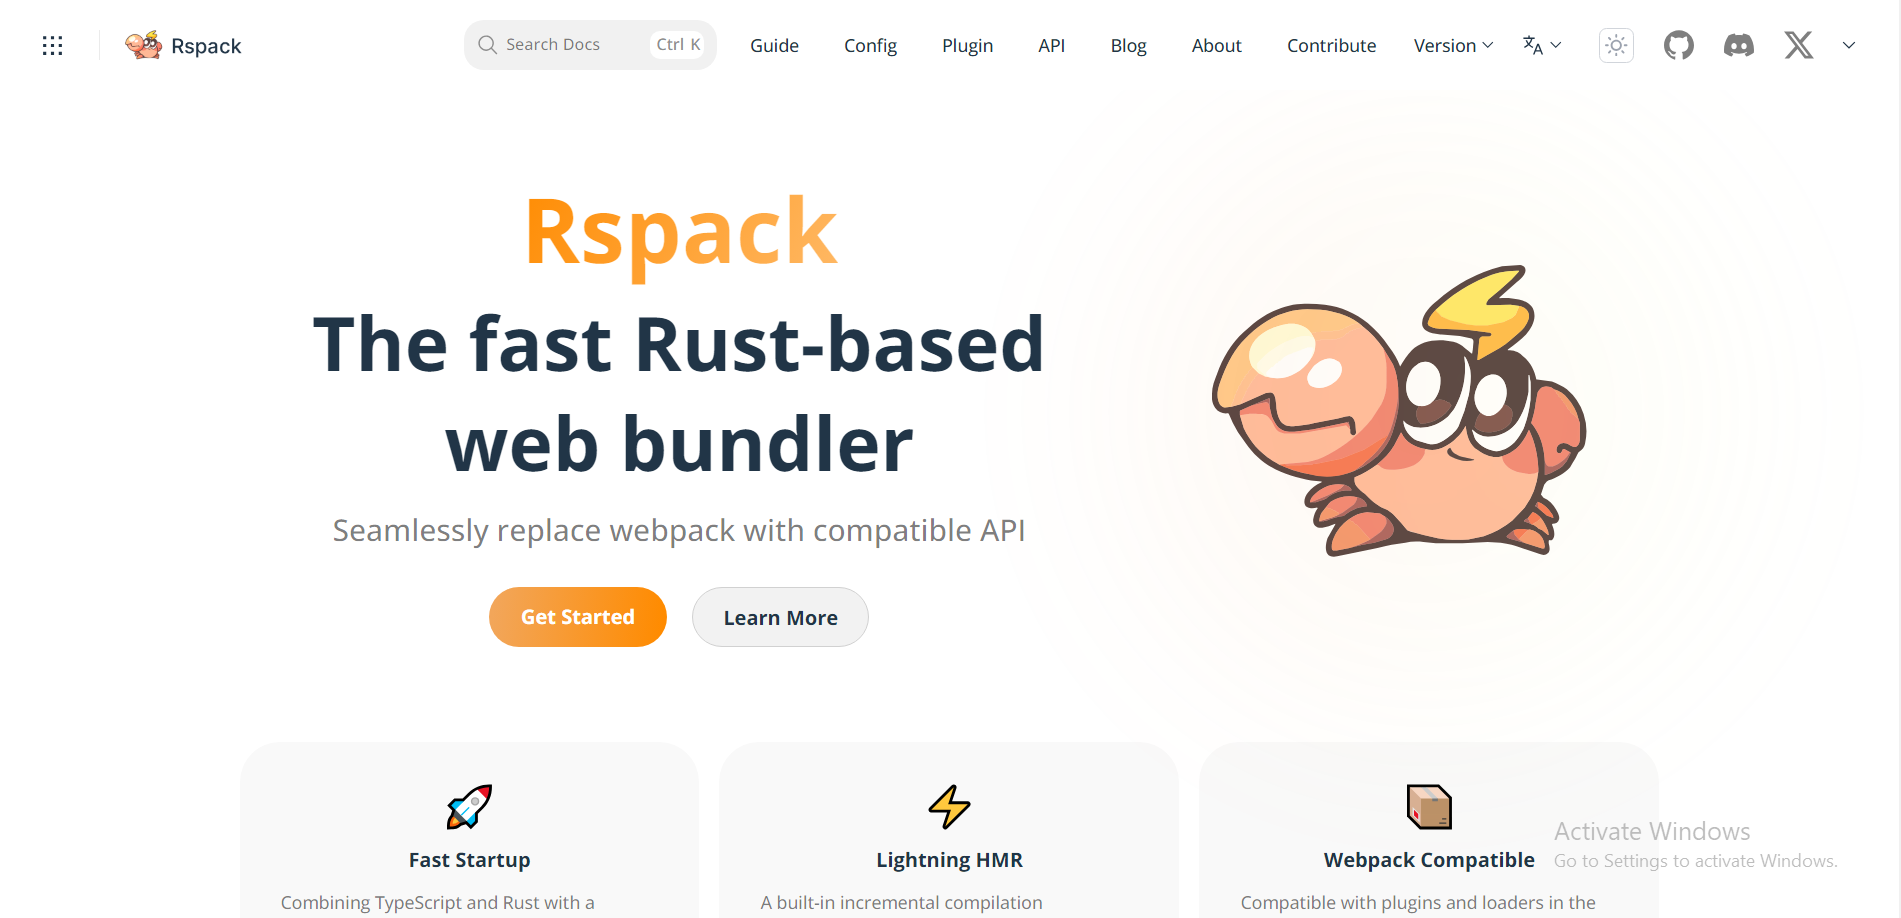 Rspack
Search Docs
Ctrl K
Guide
Config
Plugin
API
Blog
About
Contribute
Version
Rspack
The fast Rust-based
web bundler
Seamlessly replace webpack with compatible API
Get Started
Learn More
Fast Startup
Combining TypeScript and Rust with a
Lightning HMR
A built-in incremental compilation
Webpack Compatible
Compatible with plugins and loaders in the
Activate Windows
Go to Settings to activate Windows.